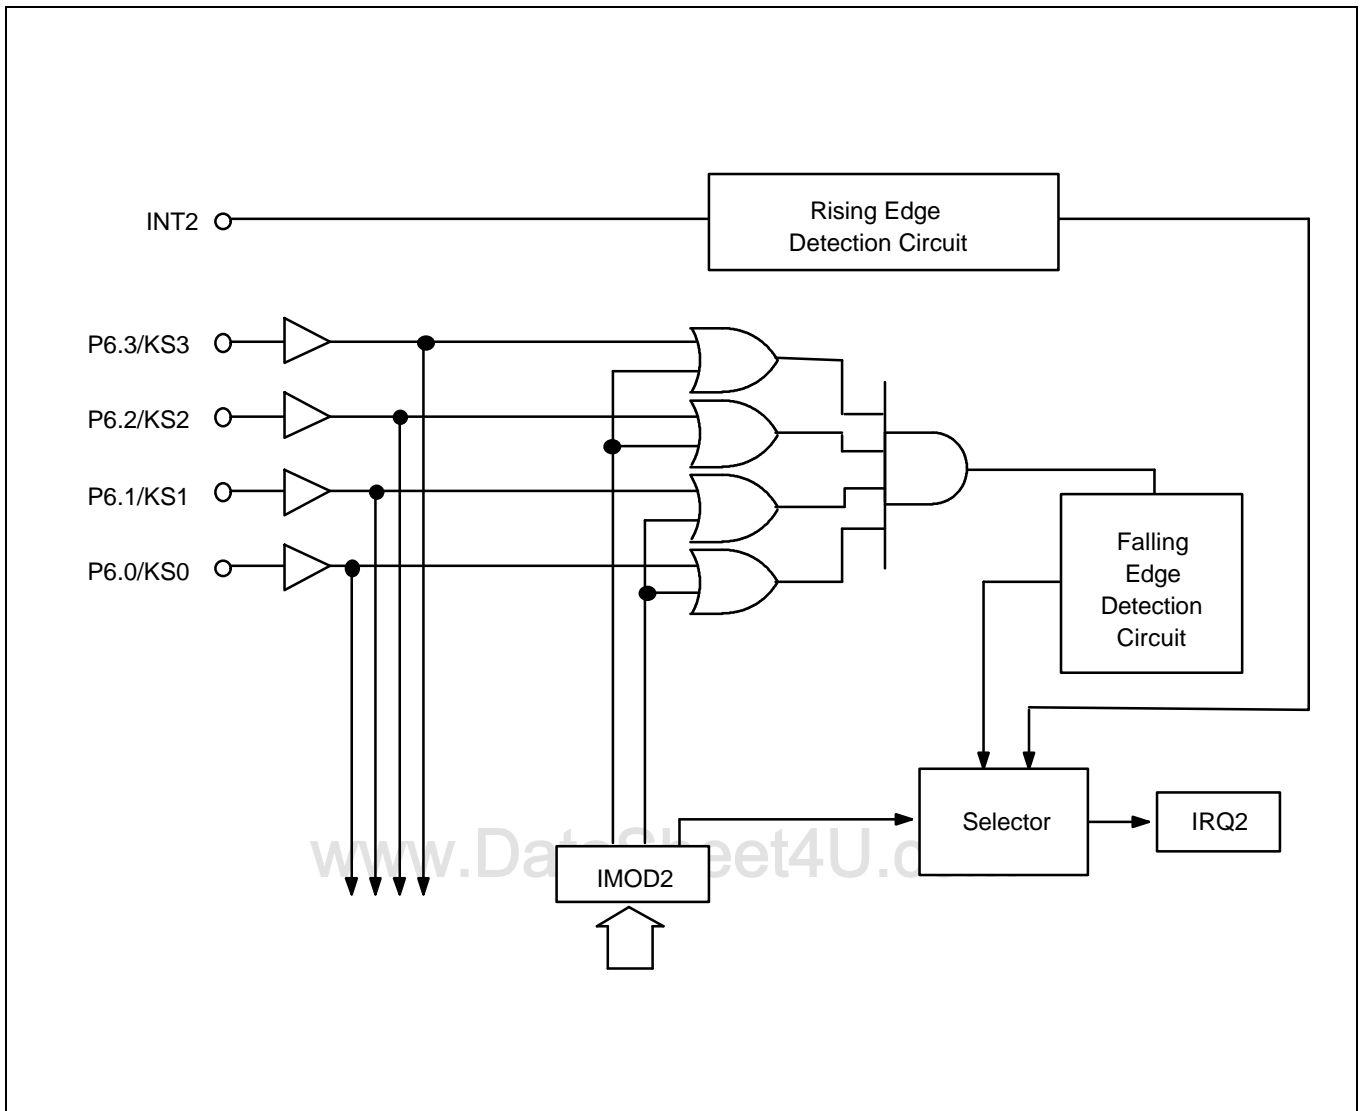 INT2
Rising Edge
Detection Circuit
P6.3/KS3
P6.2/KS2
P6.1/KS1
P6.0/KS0
Falling
Edge
Detection
Circuit
Selector
IRQ2
IMOD2